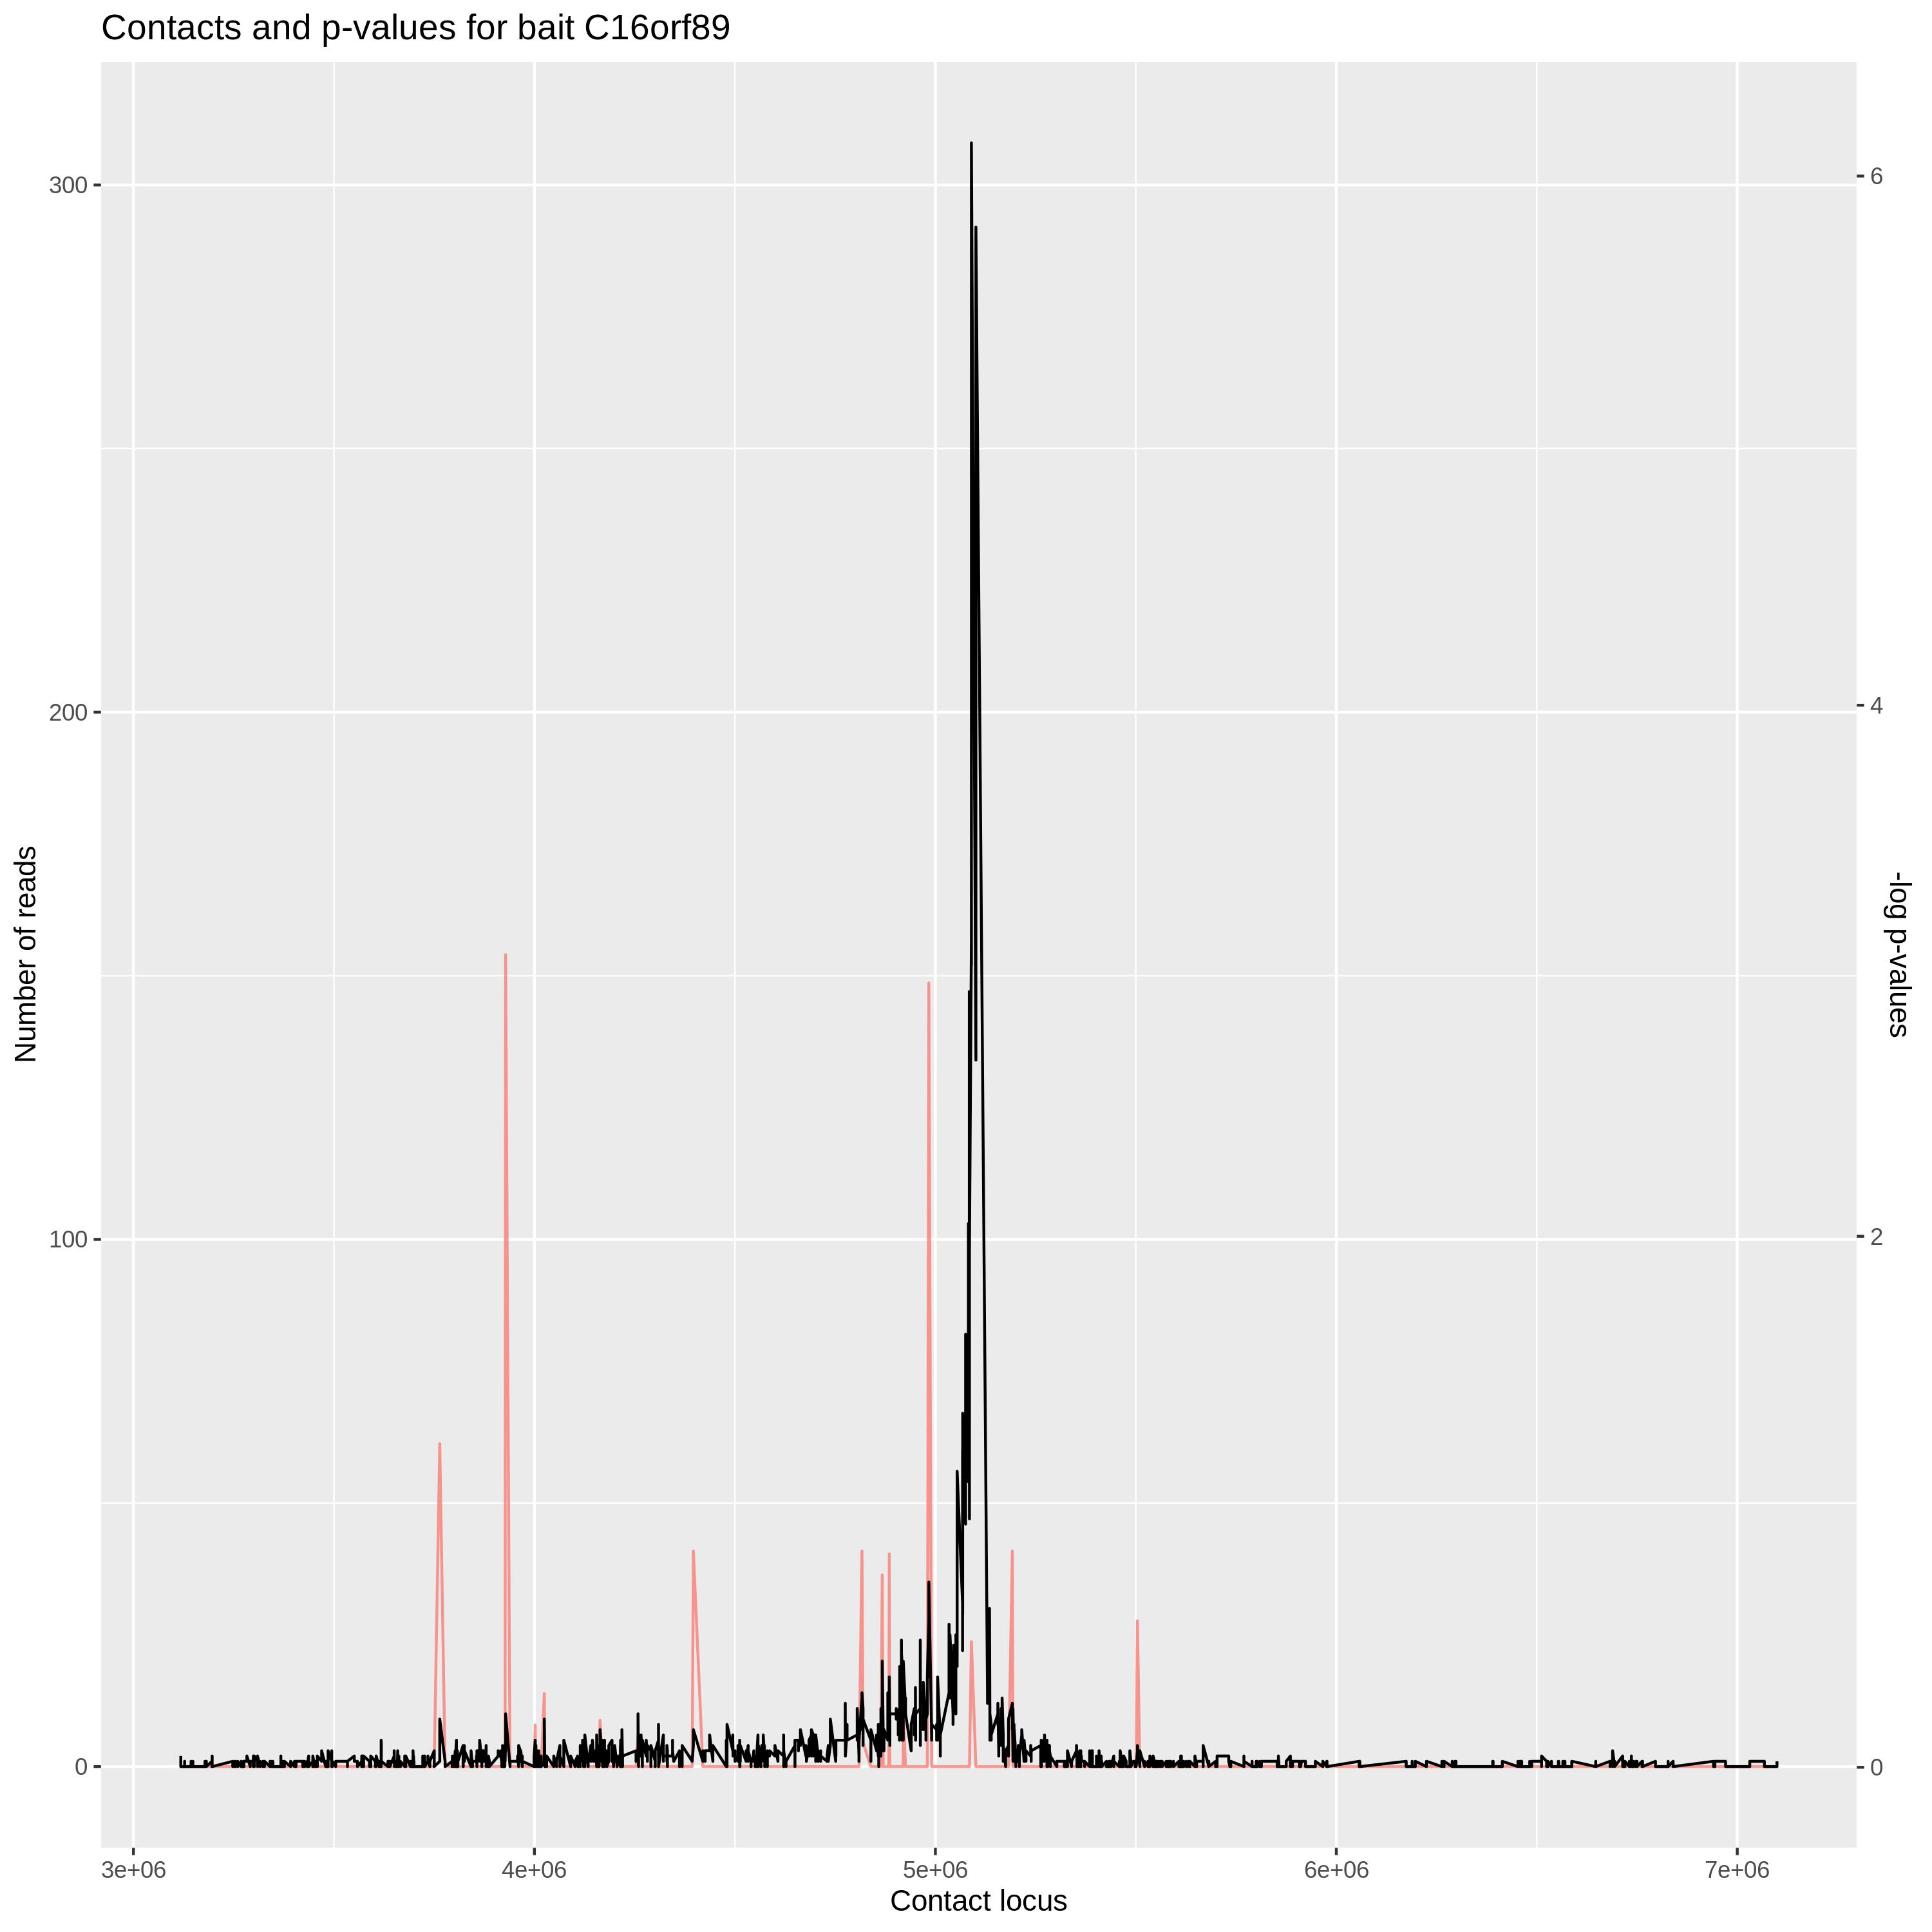 Contacts and p-values for bait C16orf89
300
200
100
0
6
4
2
0
Number of reads
-log p-values
3e+06 4e+06 5e+06 6e+06 7e+06
Contact locus